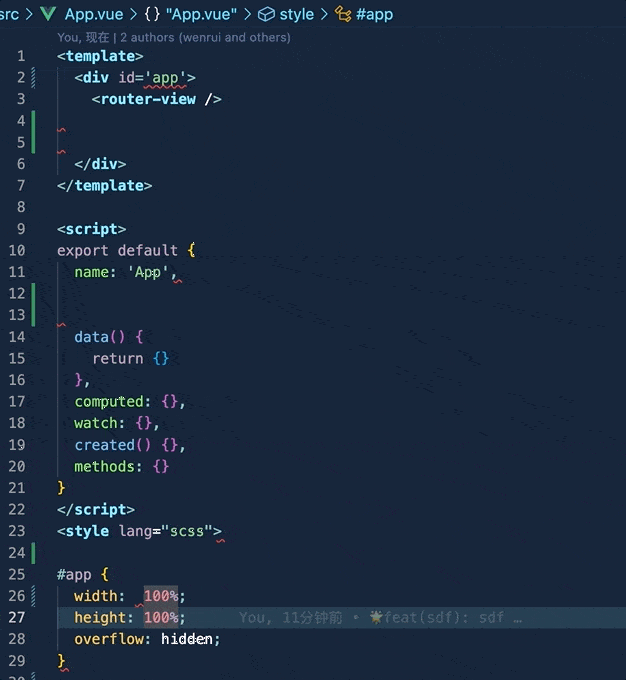 src > App.vue > {} "App.vue" > style > #app
You, 现在 | 2 authors (wenrui and others)
1 <template>
2 <div id='app'>
3 <router-view />
4
5
6 </div>
7 </template>
8
9 <script>
10 export default {
11 name: 'App',
12
13
14 data() {
15 return {}
16 },
17 computed: {},
18 watch: {},
19 created() {},
20 methods: {}
21 }
22 </script>
23 <style lang="scss">
24
25 #app {
26 width:  100%;
27 height: 100%; You, 11分钟前 • 🌟feat(sdf): sdf …
28 overflow: hidden;
29 }